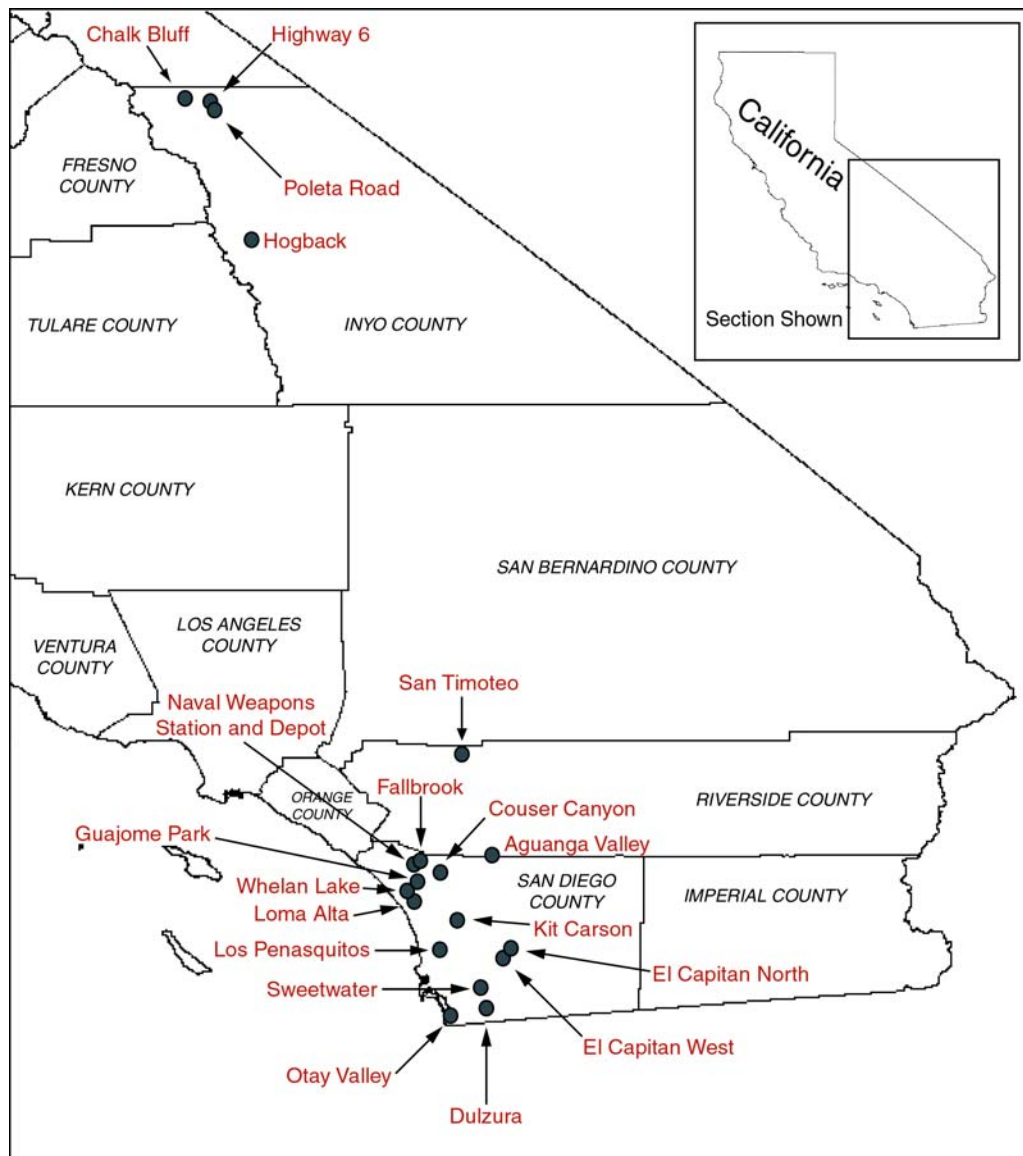 Chalk Bluff
Highway 6
California
FRESNO
COUNTY
Poleta Road
Hogback
TULARE COUNTY
INYO COUNTY
Section Shown
KERN COUNTY
SAN BERNARDINO COUNTY
LOS ANGELES
COUNTY
VENTURA
COUNTY
San Timoteo
Naval Weapons
Station and Depot
Fallbrook
ORANGE
COUNTY
RIVERSIDE COUNTY
Couser Canyon
Guajome Park
Aguanga Valley
Whelan Lake
SAN DIEGO
COUNTY
IMPERIAL COUNTY
Loma Alta
Kit Carson
Los Penasquitos
El Capitan North
Sweetwater
El Capitan West
Otay Valley
Dulzura